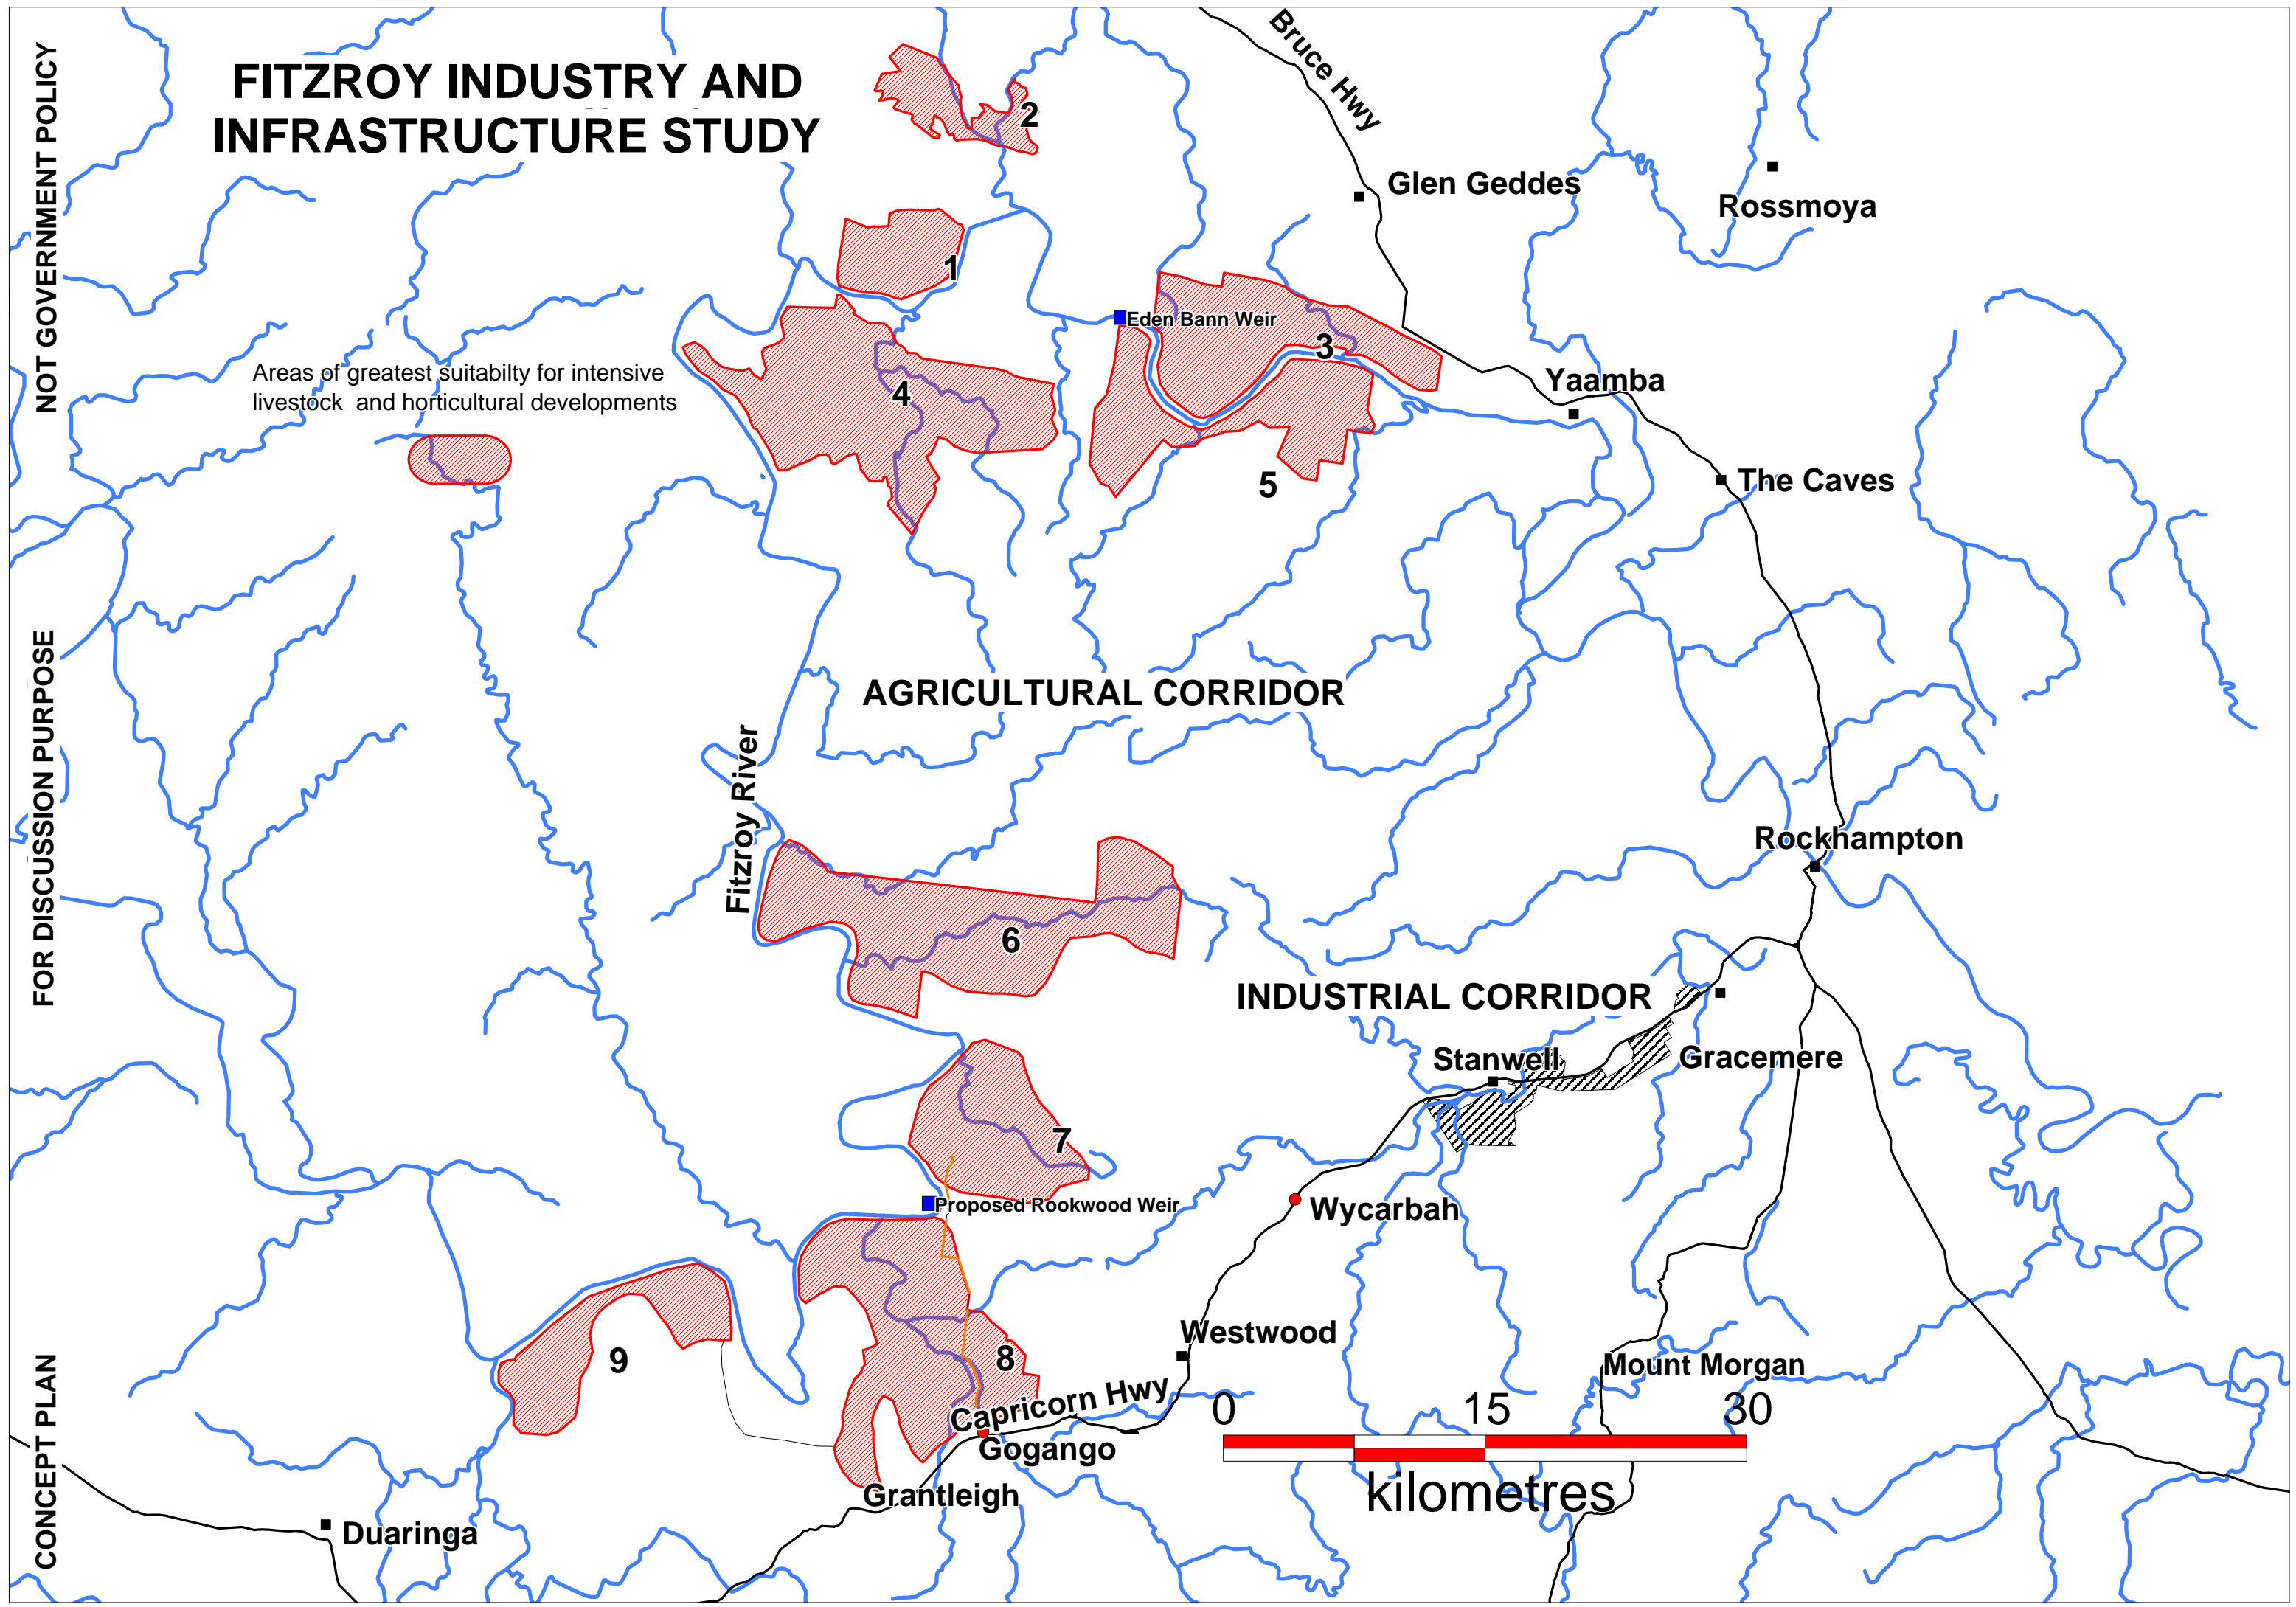 FITZROY INDUSTRY AND
INFRASTRUCTURE STUDY
NOT GOVERNMENT POLICY
FOR DISCUSSION PURPOSE
CONCEPT PLAN
Bruce Hwy
2
Glen Geddes
Rossmoya
1
Eden Bann Weir
3
Areas of greatest suitabilty for intensive
livestock and horticultural developments
4
Yaamba
5
The Caves
AGRICULTURAL CORRIDOR
Fitzroy River
Rockhampton
6
INDUSTRIAL CORRIDOR
Stanwell
Gracemere
7
Proposed Rookwood Weir
Wycarbah
Westwood
9
8
Mount Morgan
Capricorn Hwy
0 15 30
Gogango
kilometres
Grantleigh
Duaringa